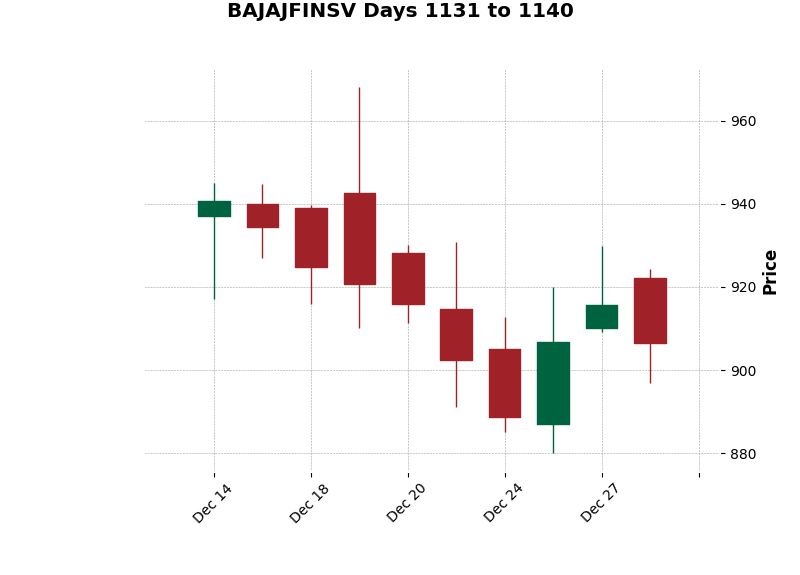 BAJAJFINSV Days 1131 to 1140
960
940
920
900
880
Price
Dec 14
Dec 18
Dec 20
Dec 24
Dec 27